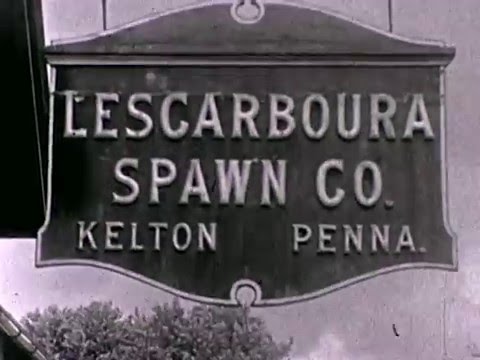 LESCARBOURA
SPAWN CO.
KELTON PENNA.